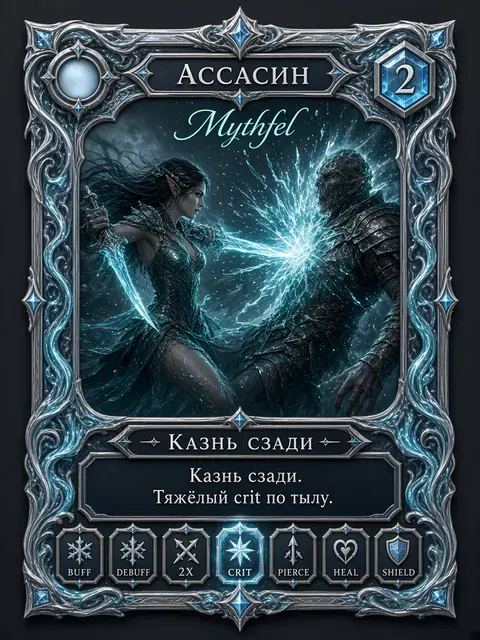 АССАСИН
2
Mythfel
КАЗНЬ СЗАДИ
Казнь сзади.
Тяжёлый crit по тылу.
BUFF DEBUFF 2X CRIT PIERCE HEAL SHIELD